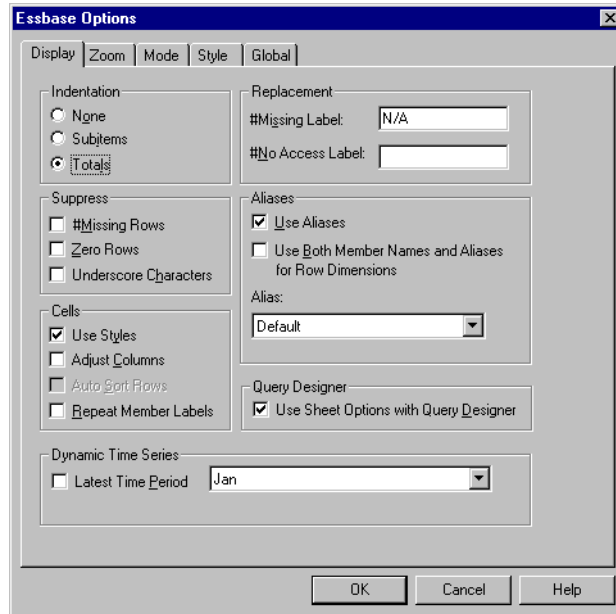 Essbase Options
Display Zoom Mode Style Global
Indentation
None
Subitems
Totals
Replacement
#Missing Label: N/A
#No Access Label:
Suppress
#Missing Rows
Zero Rows
Underscore Characters
Aliases
Use Aliases
Use Both Member Names and Aliases
for Row Dimensions
Alias:
Default
Cells
Use Styles
Adjust Columns
Auto Sort Rows
Repeat Member Labels
Query Designer
Use Sheet Options with Query Designer
Dynamic Time Series
Latest Time Period Jan
OK Cancel Help